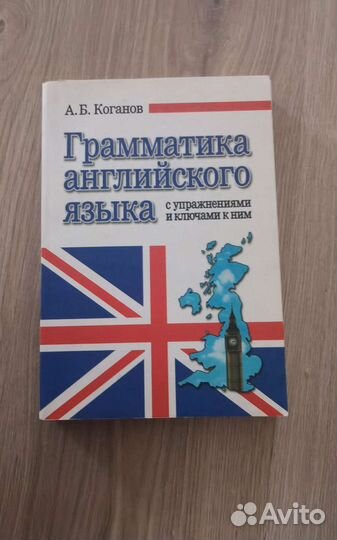 А. Б. Коганов
Грамматика
английского
языка
с упражнениями
и ключами к ним
Avito